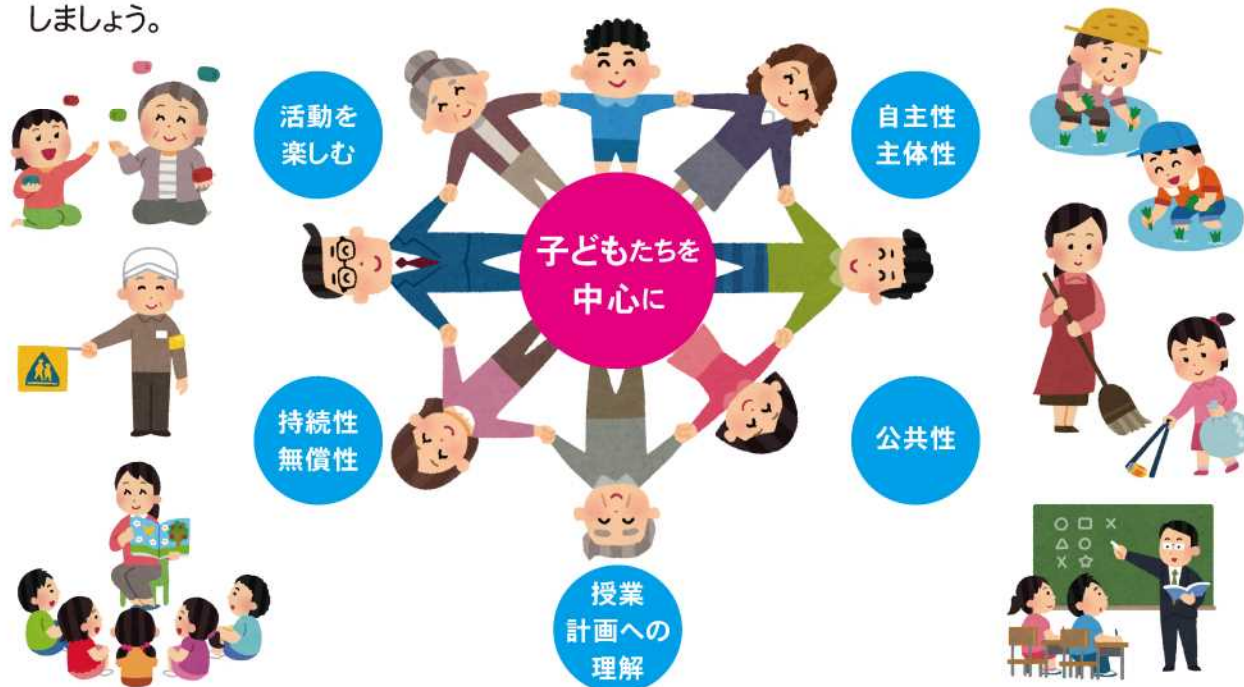 しましょう。
活動を
楽しむ
自主性
主体性
子どもたちを
中心に
持続性
無償性
公共性
授業
計画への
理解